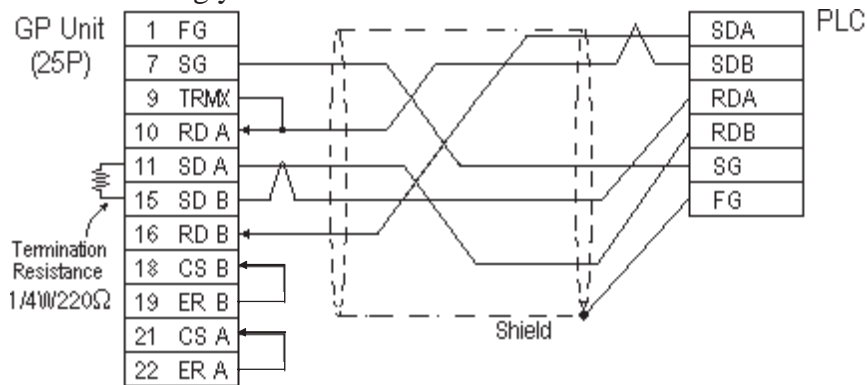 GP Unit
(25P)
1 FG
7 SG
9 TRMX
10 RD A
11 SD A
15 SD B
16 RD B
18 CS B
19 ER B
21 CS A
22 ER A
Termination
Resistance
1/4W220Ω
Shield
PLC
SDA
SDB
RDA
RDB
SG
FG